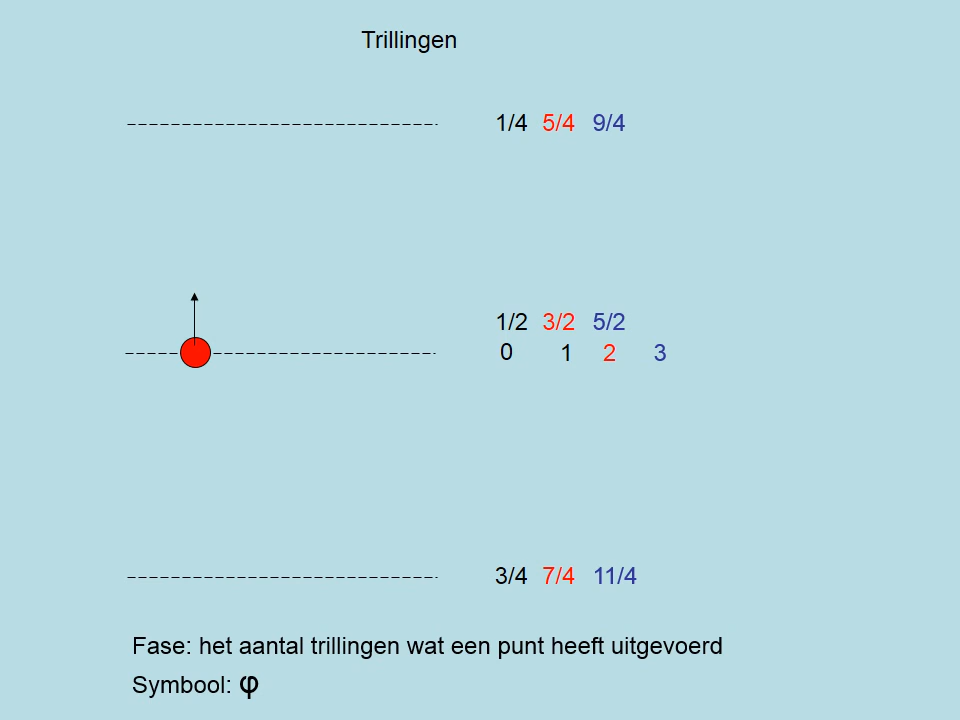 Trillingen
1/4 5/4 9/4
1/2 3/2 5/2
0 1 2 3
3/4 7/4 11/4
Fase: het aantal trillingen wat een punt heeft uitgevoerd
Symbool: φ